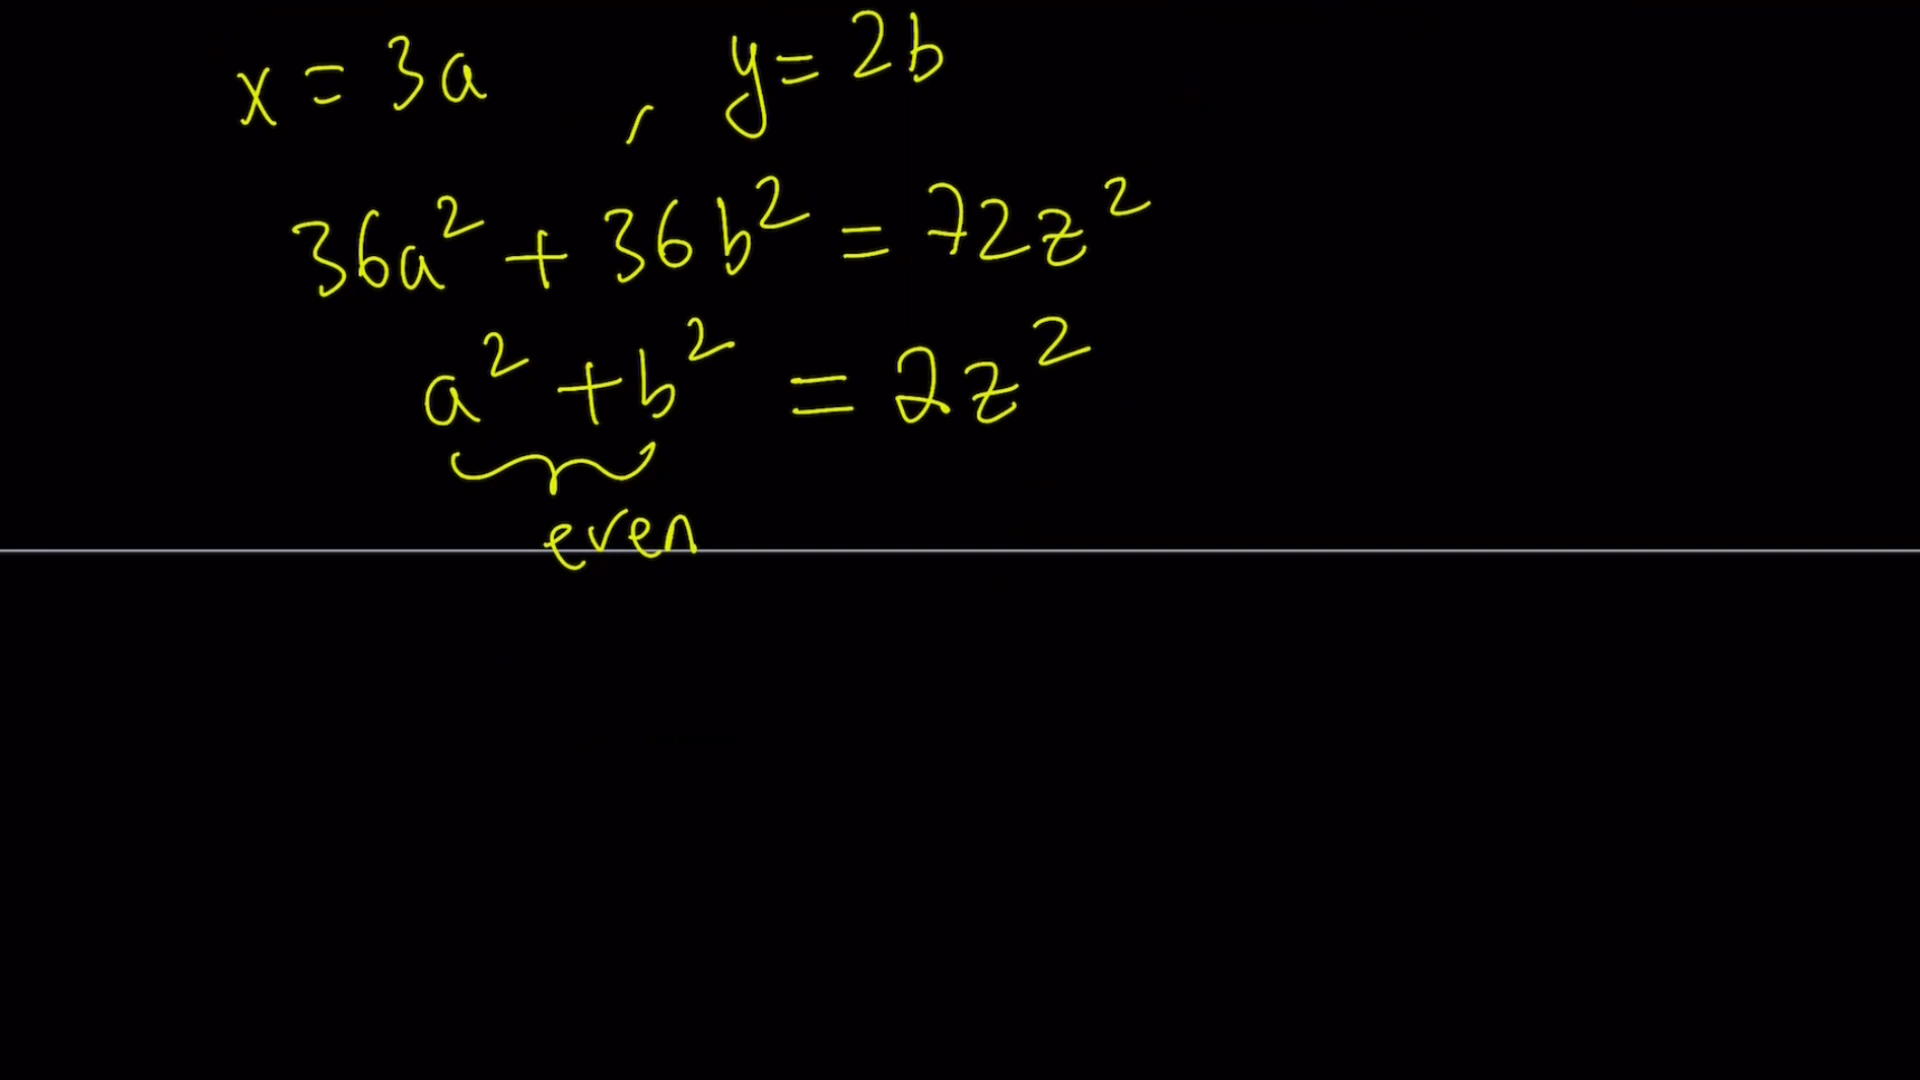 x = 3a , y = 2b
36a² + 36b² = 72z²
a² + b² = 2z²
even